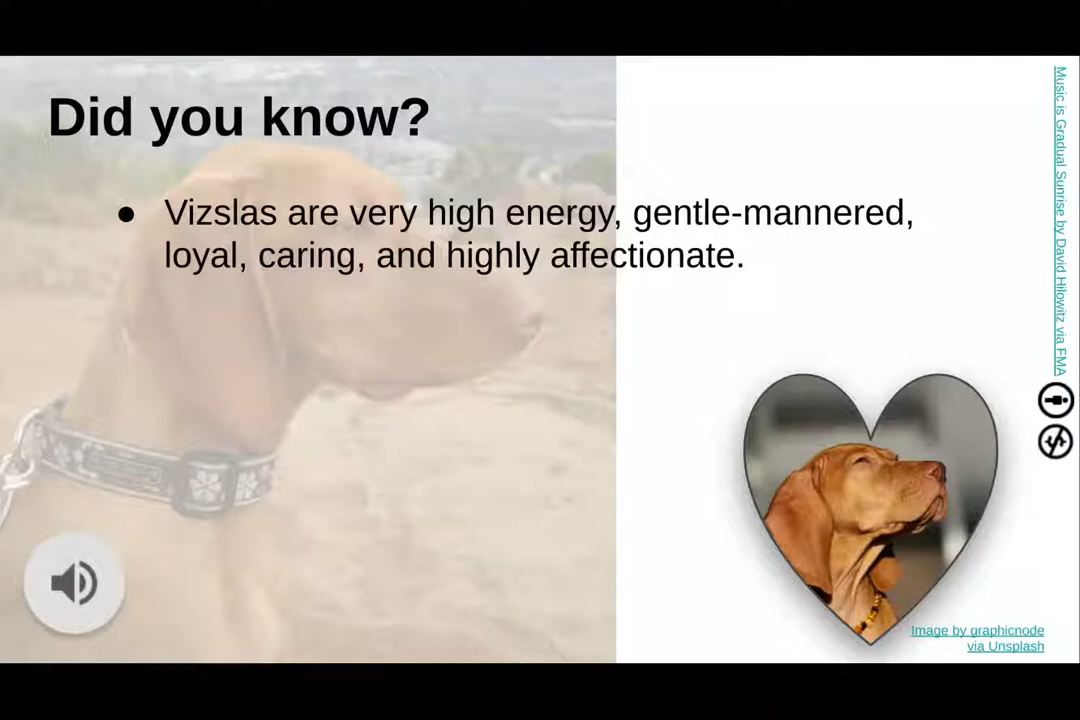 Did you know?
● Vizslas are very high energy, gentle-mannered,
loyal, caring, and highly affectionate.
Music is Gradual Sunrise by David Hilowitz via FMA
Image by graphicnode
via Unsplash